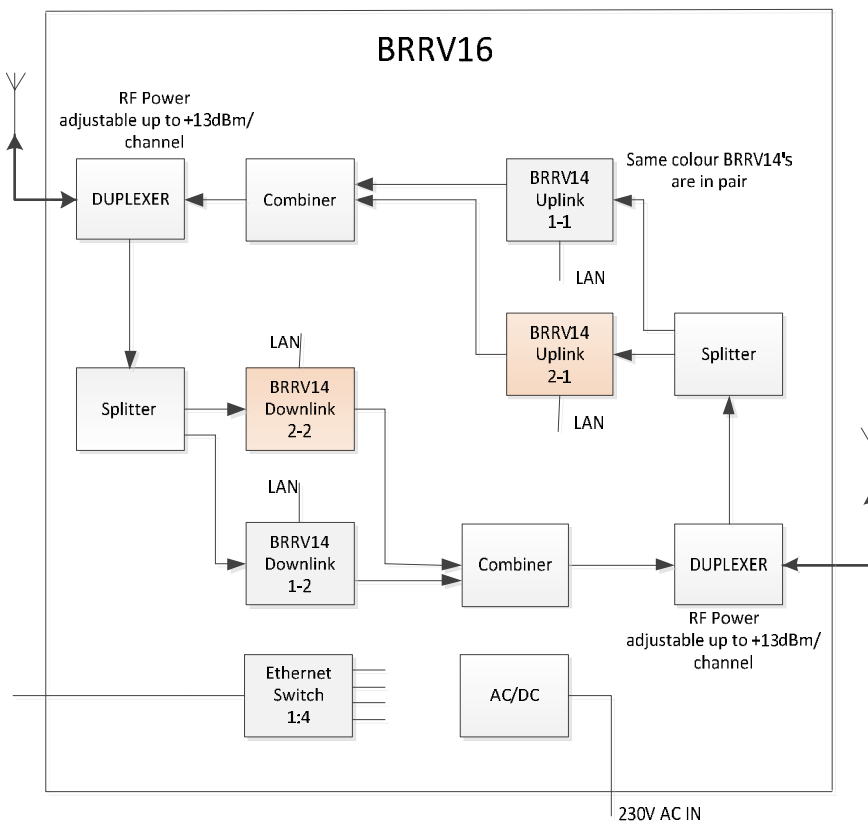 BRRV16
RF Power
adjustable up to +13dBm/
channel
DUPLEXER
Combiner
BRRV14
Uplink
1-1
Same colour BRRV14's
are in pair
LAN
BRRV14
Uplink
2-1
Splitter
LAN
LAN
Splitter
BRRV14
Downlink
2-2
LAN
BRRV14
Downlink
1-2
Combiner
DUPLEXER
RF Power
adjustable up to +13dBm/
channel
Ethernet
Switch
1:4
AC/DC
230V AC IN